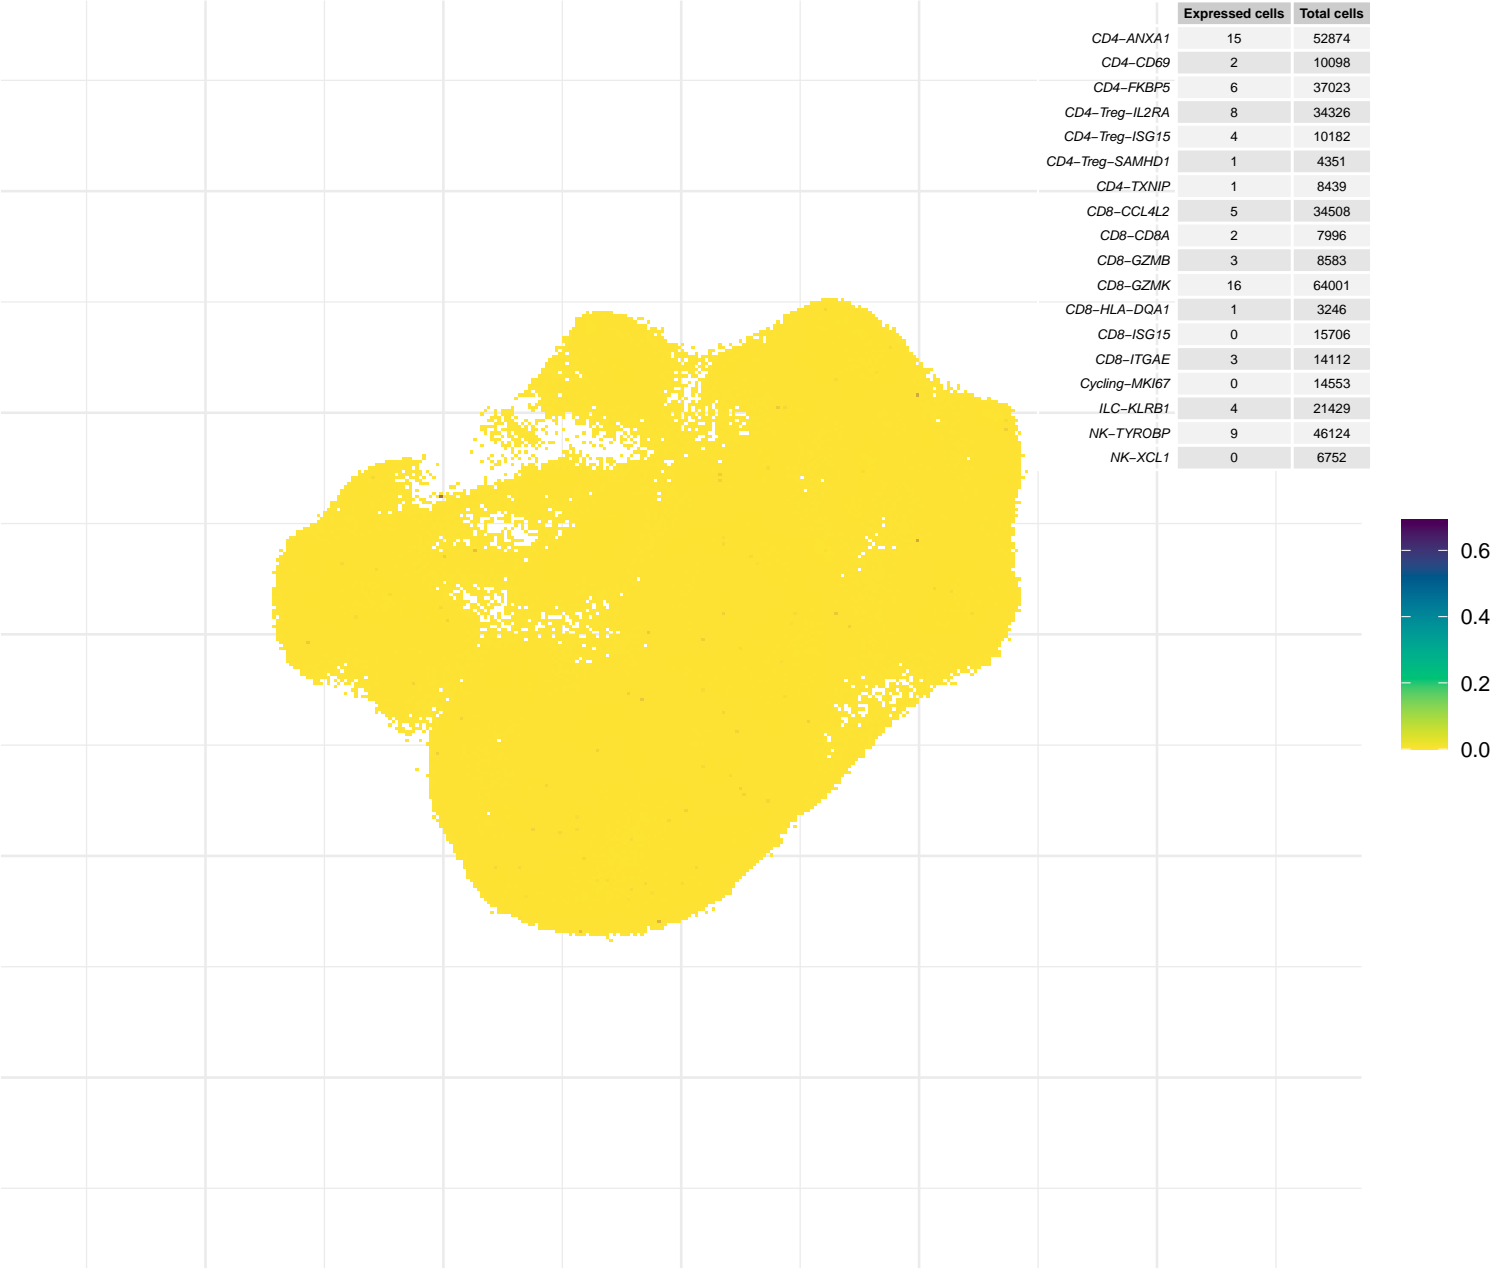 Expressed cells Total cells
CD4−ANXA1 15 52874
CD4−CD69 2 10098
CD4−FKBP5 6 37023
CD4−Treg−IL2RA 8 34326
CD4−Treg−ISG15 4 10182
CD4−Treg−SAMHD1 1 4351
CD4−TXNIP 1 8439
CD8−CCL4L2 5 34508
CD8−CD8A 2 7996
CD8−GZMB 3 8583
CD8−GZMK 16 64001
CD8−HLA−DQA1 1 3246
CD8−ISG15 0 15706
CD8−ITGAE 3 14112
Cycling−MKI67 0 14553
ILC−KLRB1 4 21429
NK−TYROBP 9 46124
NK−XCL1 0 6752
0.6
0.4
0.2
0.0